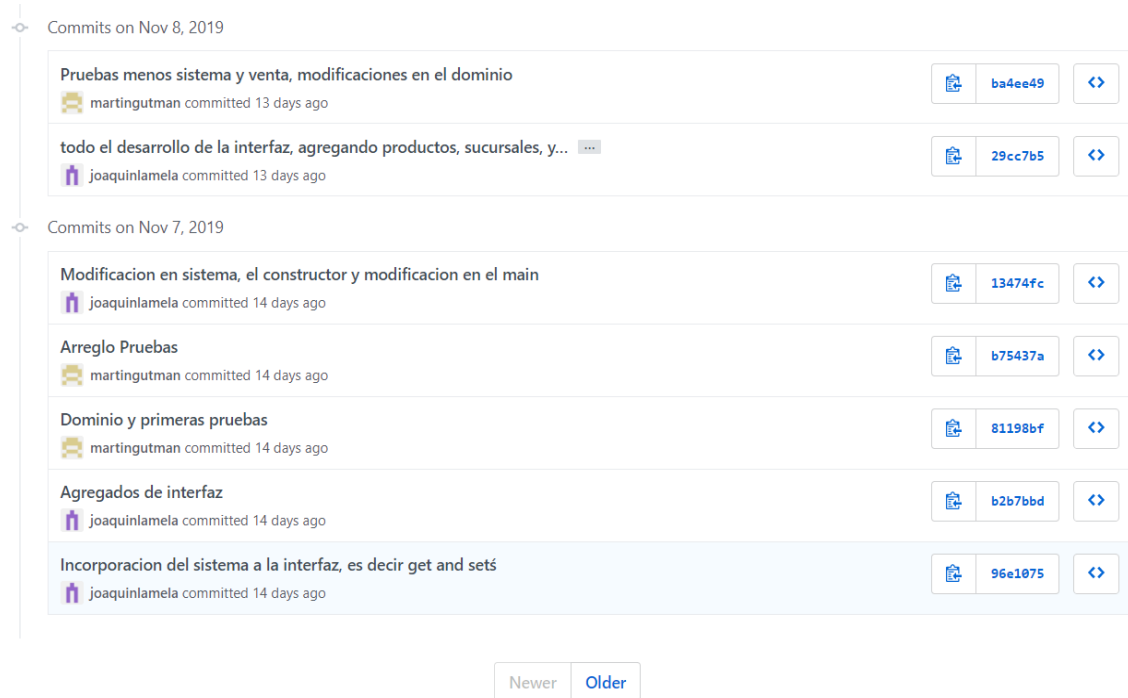 Commits on Nov 8, 2019
Pruebas menos sistema y venta, modificaciones en el dominio
martingutman committed 13 days ago
ba4ee49
todo el desarrollo de la interfaz, agregando productos, sucursales, y... ...
joaquinlamela committed 13 days ago
29cc7b5
Commits on Nov 7, 2019
Modificacion en sistema, el constructor y modificacion en el main
joaquinlamela committed 14 days ago
13474fc
Arreglo Pruebas
martingutman committed 14 days ago
b75437a
Dominio y primeras pruebas
martingutman committed 14 days ago
81198bf
Agregados de interfaz
joaquinlamela committed 14 days ago
b2b7bbd
Incorporacion del sistema a la interfaz, es decir get and setś
joaquinlamela committed 14 days ago
96e1075
Newer Older